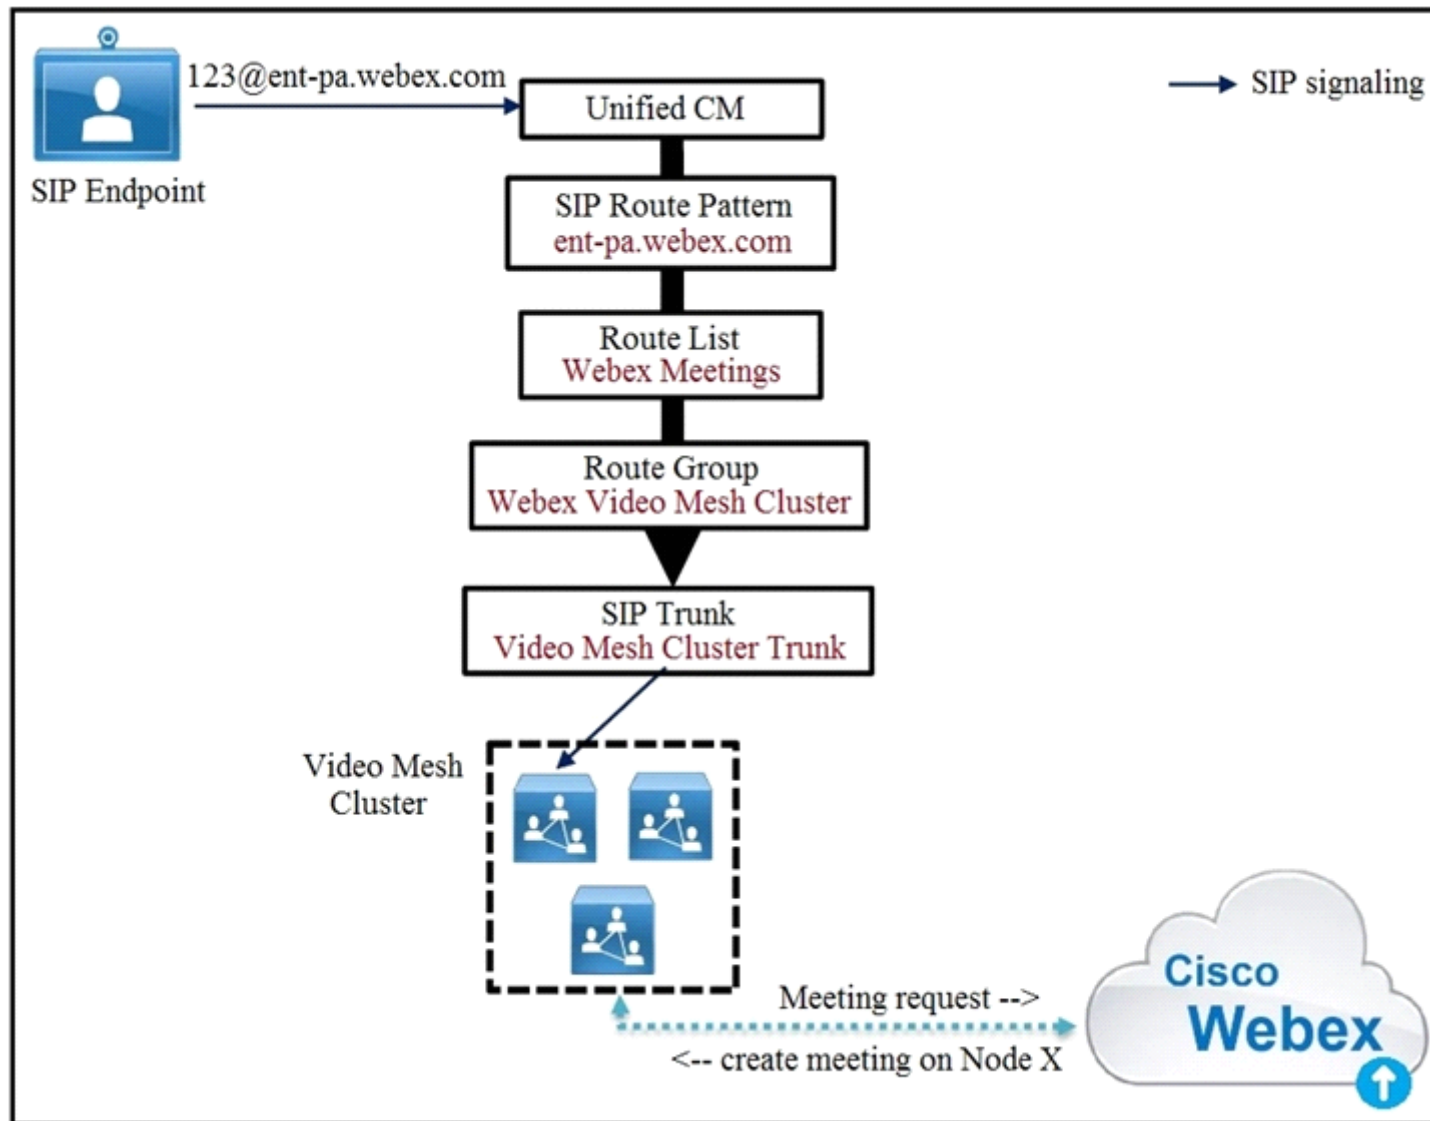 123@ent-pa.webex.com
SIP signaling
Unified CM
SIP Endpoint
SIP Route Pattern
ent-pa.webex.com
Route List
Webex Meetings
Route Group
Webex Video Mesh Cluster
SIP Trunk
Video Mesh Cluster Trunk
Video Mesh
Cluster
Meeting request -->
<-- create meeting on Node X
Cisco
Webex